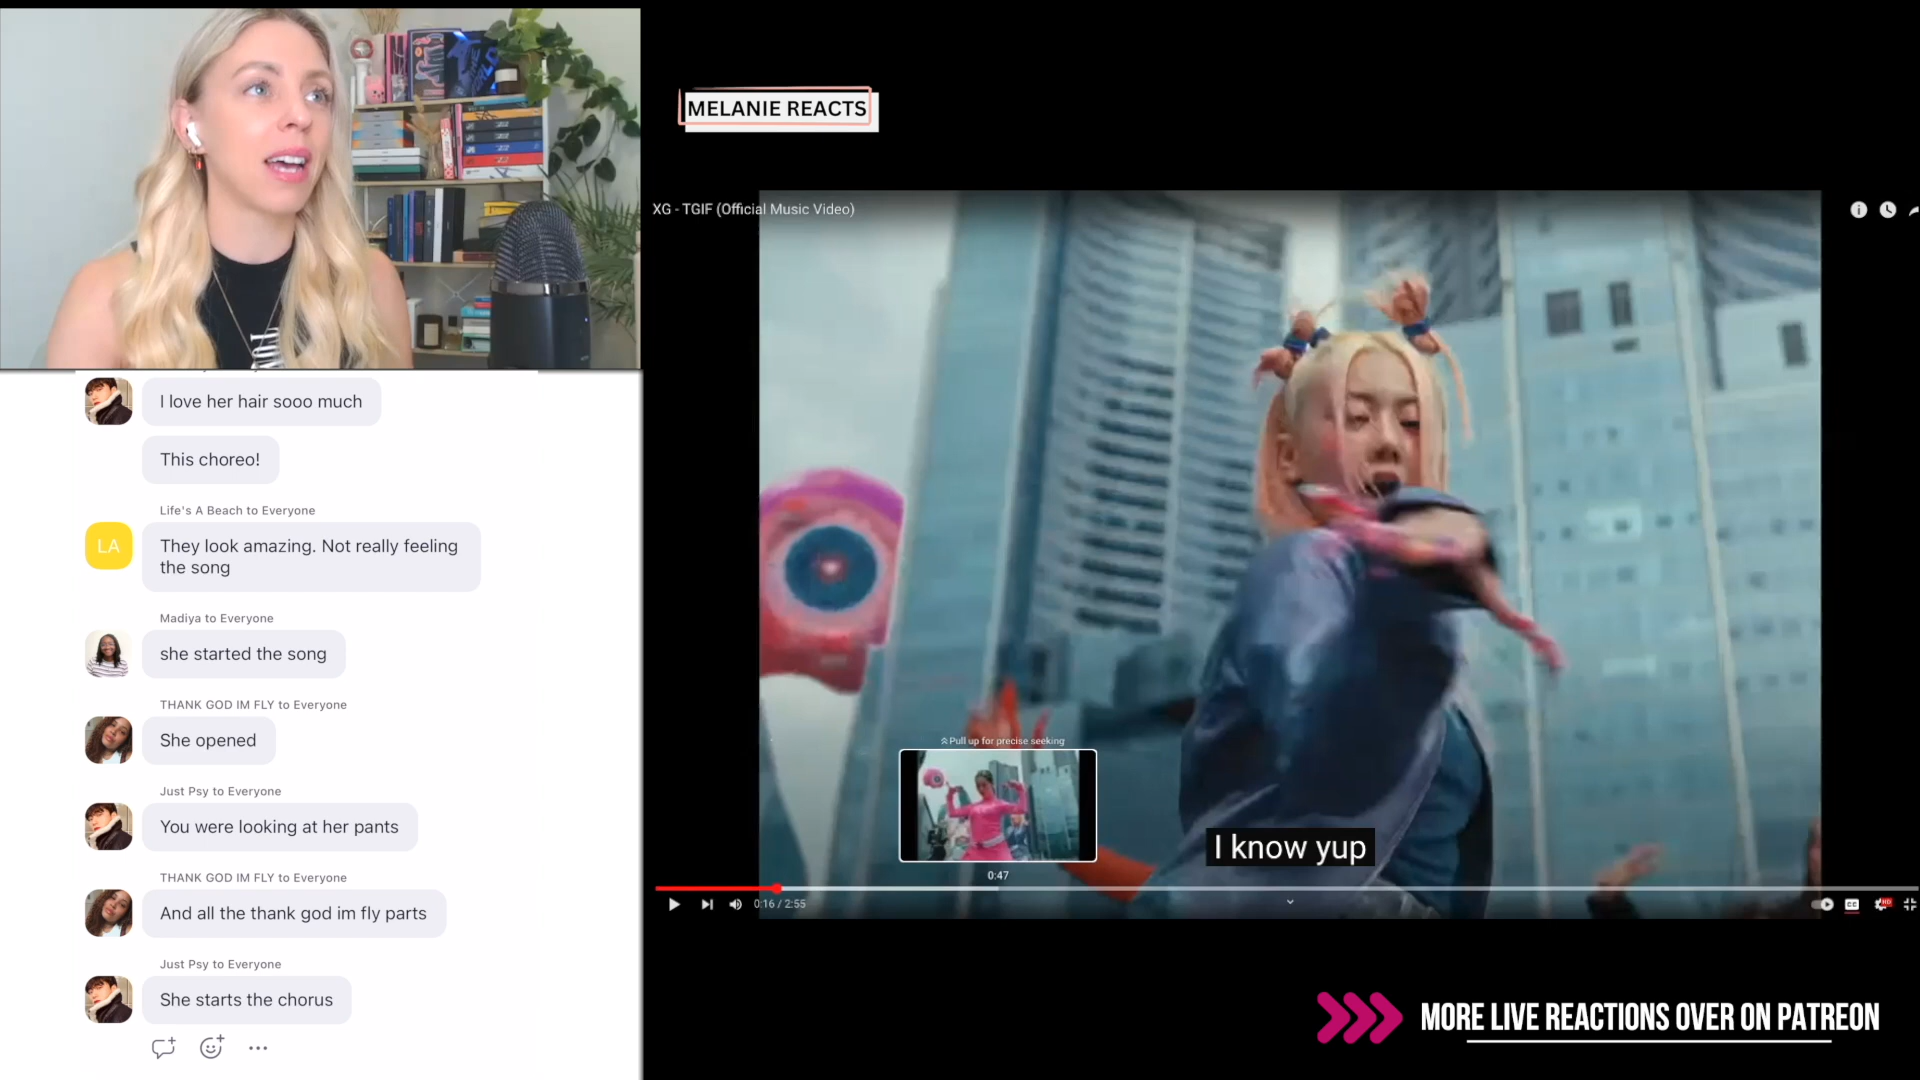 MELANIE REACTS
XG - TGIF (Official Music Video)
I love her hair sooo much
This choreo!
Life's A Beach to Everyone
LA
They look amazing. Not really feeling
the song
Madiya to Everyone
she started the song
THANK GOD IM FLY to Everyone
She opened
Just Psy to Everyone
You were looking at her pants
THANK GOD IM FLY to Everyone
And all the thank god im fly parts
Just Psy to Everyone
She starts the chorus
Pull up for precise seeking
I know yup
0:47
0:16 / 2:55
CC
HD
MORE LIVE REACTIONS OVER ON PATREON